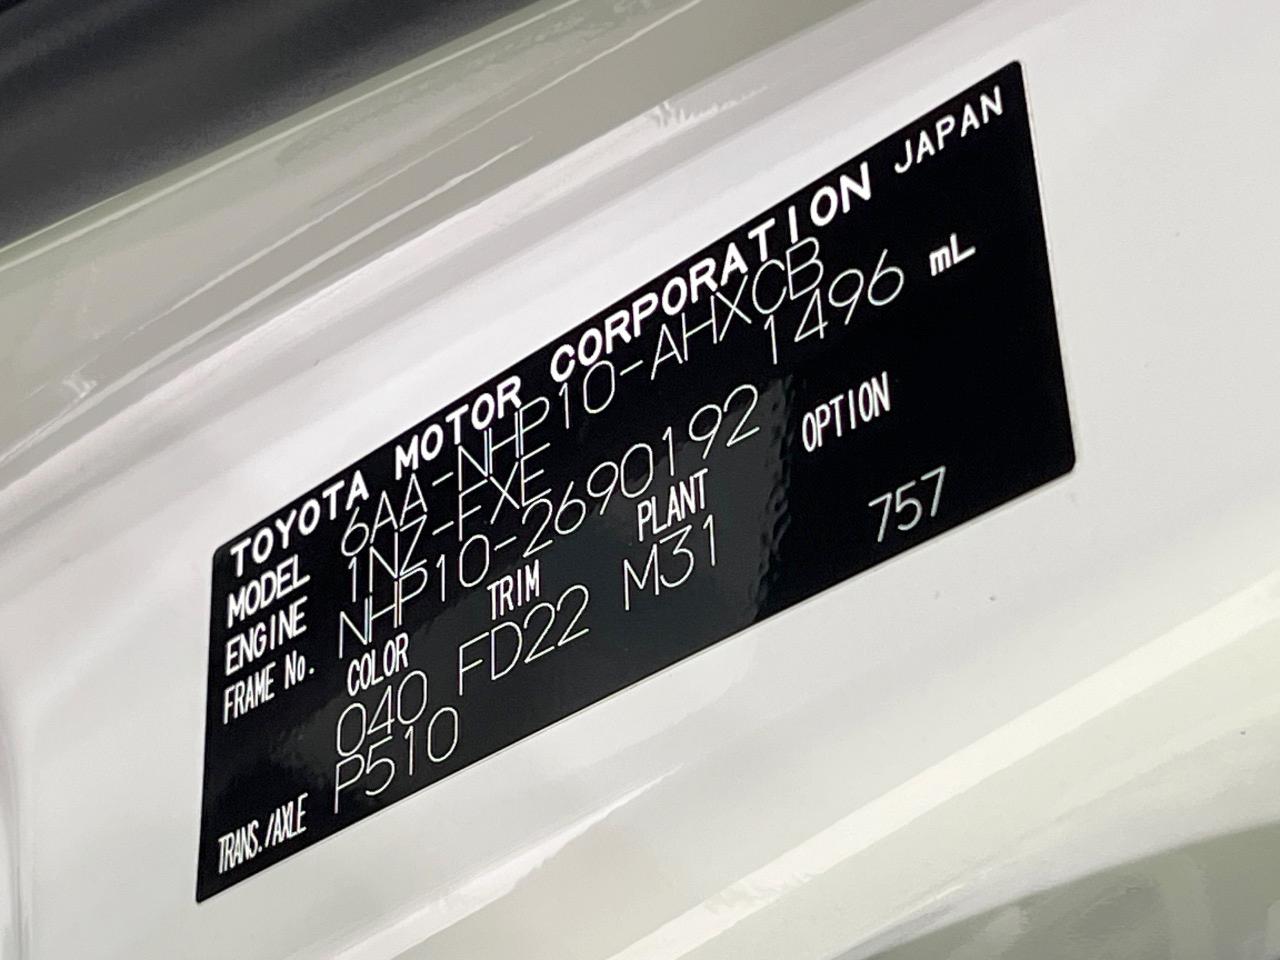 TOYOTA MOTOR CORPORATION JAPAN
MODEL 6AA-NHP10-AHXCB
ENGINE 1NZ-FXE 1496 mL
FRAME No. NHP10-2690192
COLOR TRIM PLANT OPTION
040 FD22 M31 757
TRANS./AXLE P510